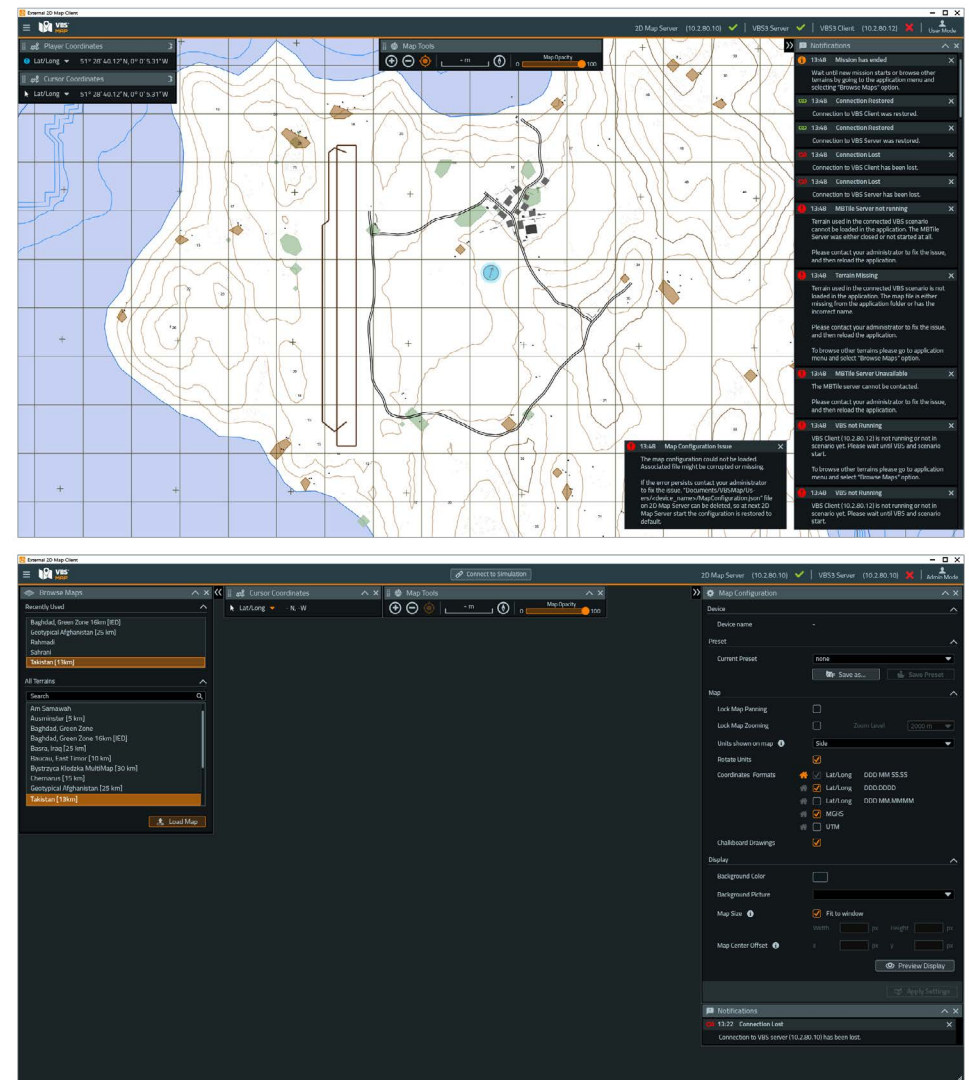 External 2D Map Client
VBS MAP
2D Map Server (10.2.80.10) VBS3 Server VBS3 Client (10.2.80.12) User Mode
Player Coordinates
Lat/Long 51° 28' 40.12"N, 0° 0' 5.31"W
Cursor Coordinates
Lat/Long 51° 28' 40.12"N, 0° 0' 5.31"W
Map Tools
- m 0 Map Opacity 100
Notifications
13:48 Mission has ended
Wait until new mission starts or browse other
terrains by going to the application menu and
selecting "Browse Maps" option.
13:48 Connection Restored
Connection to VBS Client was restored.
13:48 Connection Restored
Connection to VBS Server was restored.
13:48 Connection Lost
Connection to VBS Client has been lost.
13:48 Connection Lost
Connection to VBS Server has been lost.
13:48 MBTile Server not running
Terrain used in the connected VBS scenario
cannot be loaded in the application. The MBTile
Server was either closed or not started at all.
Please contact your administrator to fix the issue,
and then reload the application.
13:48 Terrain Missing
Terrain used in the connected VBS scenario is not
loaded in the application. The map file is either
missing from the application folder or has the
incorrect name.
Please contact your administrator to fix the issue,
and then reload the application.
To browse other terrains please go to application
menu and select "Browse Maps" option.
13:48 MBTile Server Unavailable
The MBTile server cannot be contacted.
Please contact your administrator to fix the issue,
and then reload the application.
13:48 VBS not Running
VBS Client (10.2.80.12) is not running or not in
scenario yet. Please wait until VBS and scenario
start.
To browse other terrains please go to application
menu and select "Browse Maps" option.
13:48 VBS not Running
VBS Client (10.2.80.12) is not running or not in
scenario yet. Please wait until VBS and scenario
start.
13:48 Map Configuration Issue
The map configuration could not be loaded.
Associated file might be corrupted or missing.
If the error persists contact your administrator
to fix the issue. "Documents/VBSMap/Us-
ers/<device_name>/MapConfiguration.json" file
on 2D Map Server can be deleted, so at next 2D
Map Server start the configuration is restored to
default.
External 2D Map Client
VBS MAP
Connect to Simulation
2D Map Server (10.2.80.10) VBS3 Server (10.2.80.10) Admin Mode
Browse Maps
Recently Used
Baghdad, Green Zone 16km [IED]
Geotypical Afghanistan [25 km]
Rahmadi
Sahrani
Takistan [13km]
All Terrains
Search
Am Samawah
Ausminster [5 km]
Baghdad, Green Zone
Baghdad, Green Zone 16km [IED]
Basra, Iraq [25 km]
Baucau, East Timor [10 km]
Bystrzyca Klodzka MultiMap [30 km]
Chernarus [15 km]
Geotypical Afghanistan [25 km]
Takistan [13km]
Load Map
Cursor Coordinates
Lat/Long - N, -W
Map Tools
- m 0 Map Opacity 100
Map Configuration
Device
Device name -
Preset
Current Preset none
Save as... Save Preset
Map
Lock Map Panning
Lock Map Zooming Zoom Level 2000 m
Units shown on map Side
Rotate Units
Coordinates Formats Lat/Long DDD MM SS.SS
Lat/Long DDD.DDDD
Lat/Long DDD MM.MMMM
MGRS
UTM
Chalkboard Drawings
Display
Background Color
Background Picture
Map Size Fit to window
Width px Height px
Map Center Offset x px y px
Preview Display
Apply Settings
Notifications
13:22 Connection Lost
Connection to VBS server (10.2.80.10) has been lost.